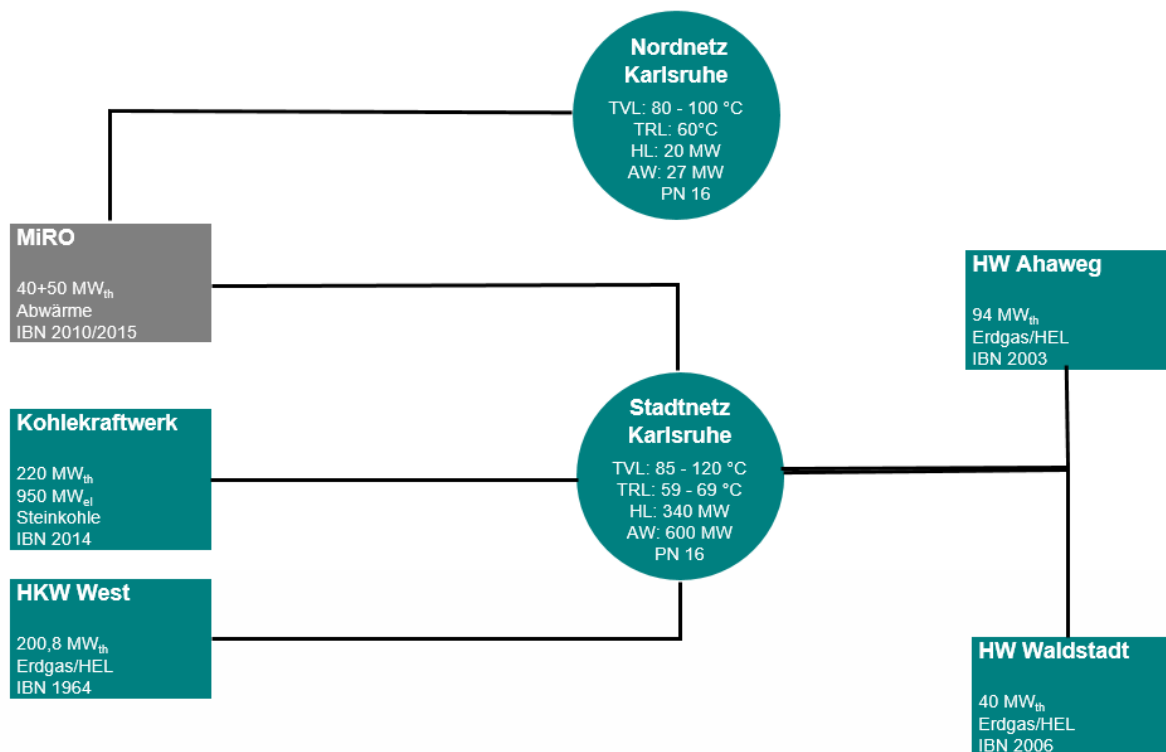 Nordnetz
Karlsruhe
TVL: 80 - 100 °C
TRL: 60°C
HL: 20 MW
AW: 27 MW
PN 16
MiRO
40+50 MWth
Abwärme
IBN 2010/2015
HW Ahaweg
94 MWth
Erdgas/HEL
IBN 2003
Kohlekraftwerk
220 MWth
950 MWel
Steinkohle
IBN 2014
Stadtnetz
Karlsruhe
TVL: 85 - 120 °C
TRL: 59 - 69 °C
HL: 340 MW
AW: 600 MW
PN 16
HKW West
200,8 MWth
Erdgas/HEL
IBN 1964
HW Waldstadt
40 MWth
Erdgas/HEL
IBN 2006